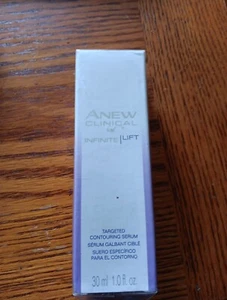 ANEW
CLINICAL
INFINITE LIFT
TARGETED
CONTOURING SERUM
SÉRUM GALBANT CIBLÉ
SUERO ESPECÍFICO
PARA EL CONTORNO
30 ml 1.0 fl. oz.